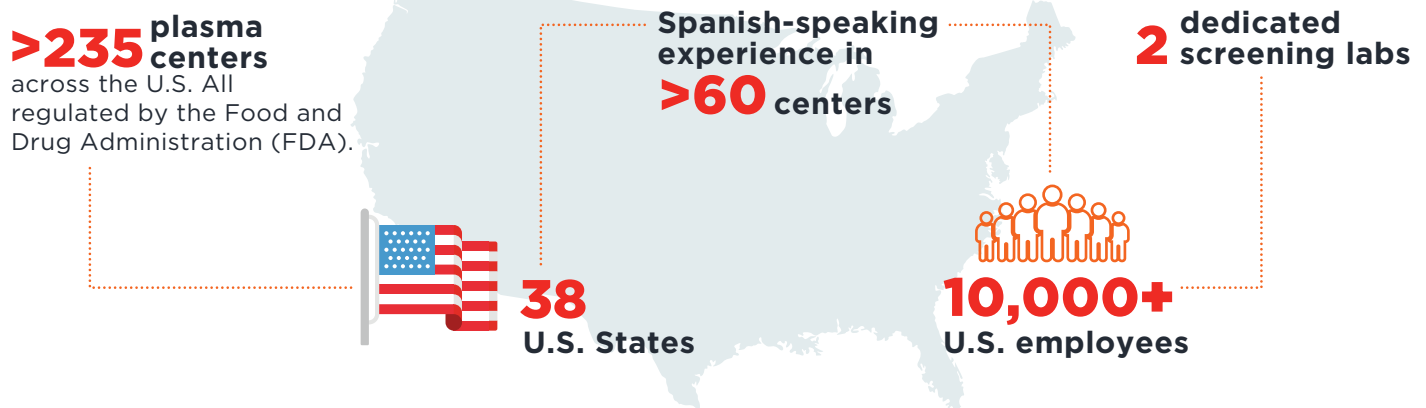 >235 plasma centers
across the U.S. All
regulated by the Food and
Drug Administration (FDA).
Spanish-speaking
experience in
>60 centers
2 dedicated screening labs
38
U.S. States
10,000+
U.S. employees